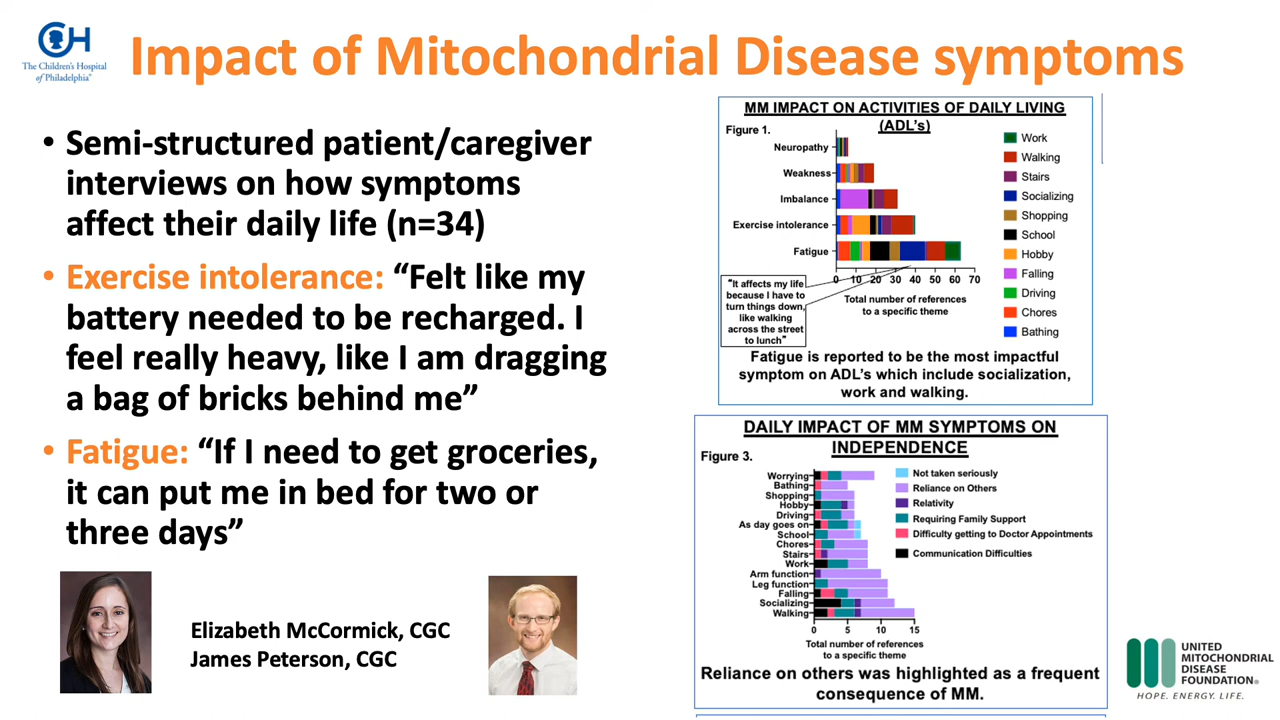 CH
The Children's Hospital
of Philadelphia®
Impact of Mitochondrial Disease symptoms
• Semi-structured patient/caregiver
interviews on how symptoms
affect their daily life (n=34)
• Exercise intolerance: “Felt like my
battery needed to be recharged. I
feel really heavy, like I am dragging
a bag of bricks behind me”
• Fatigue: “If I need to get groceries,
it can put me in bed for two or
three days”
Elizabeth McCormick, CGC
James Peterson, CGC
MM IMPACT ON ACTIVITIES OF DAILY LIVING
(ADL's)
Figure 1.
Neuropathy
Weakness
Imbalance
Exercise intolerance
Fatigue
0 10 20 30 40 50 60 70
Total number of references
to a specific theme
Work
Walking
Stairs
Socializing
Shopping
School
Hobby
Falling
Driving
Chores
Bathing
"It affects my life
because I have to
turn things down,
like walking
across the street
to lunch"
Fatigue is reported to be the most impactful
symptom on ADL's which include socialization,
work and walking.
DAILY IMPACT OF MM SYMPTOMS ON
INDEPENDENCE
Figure 3.
Worrying
Bathing
Shopping
Hobby
Driving
As day goes on
School
Chores
Stairs
Work
Arm function
Leg function
Falling
Socializing
Walking
0 5 10 15
Total number of references
to a specific theme
Not taken seriously
Reliance on Others
Relativity
Requiring Family Support
Difficulty getting to Doctor Appointments
Communication Difficulties
Reliance on others was highlighted as a frequent
consequence of MM.
UNITED
MITOCHONDRIAL
DISEASE
FOUNDATION®
HOPE. ENERGY. LIFE.